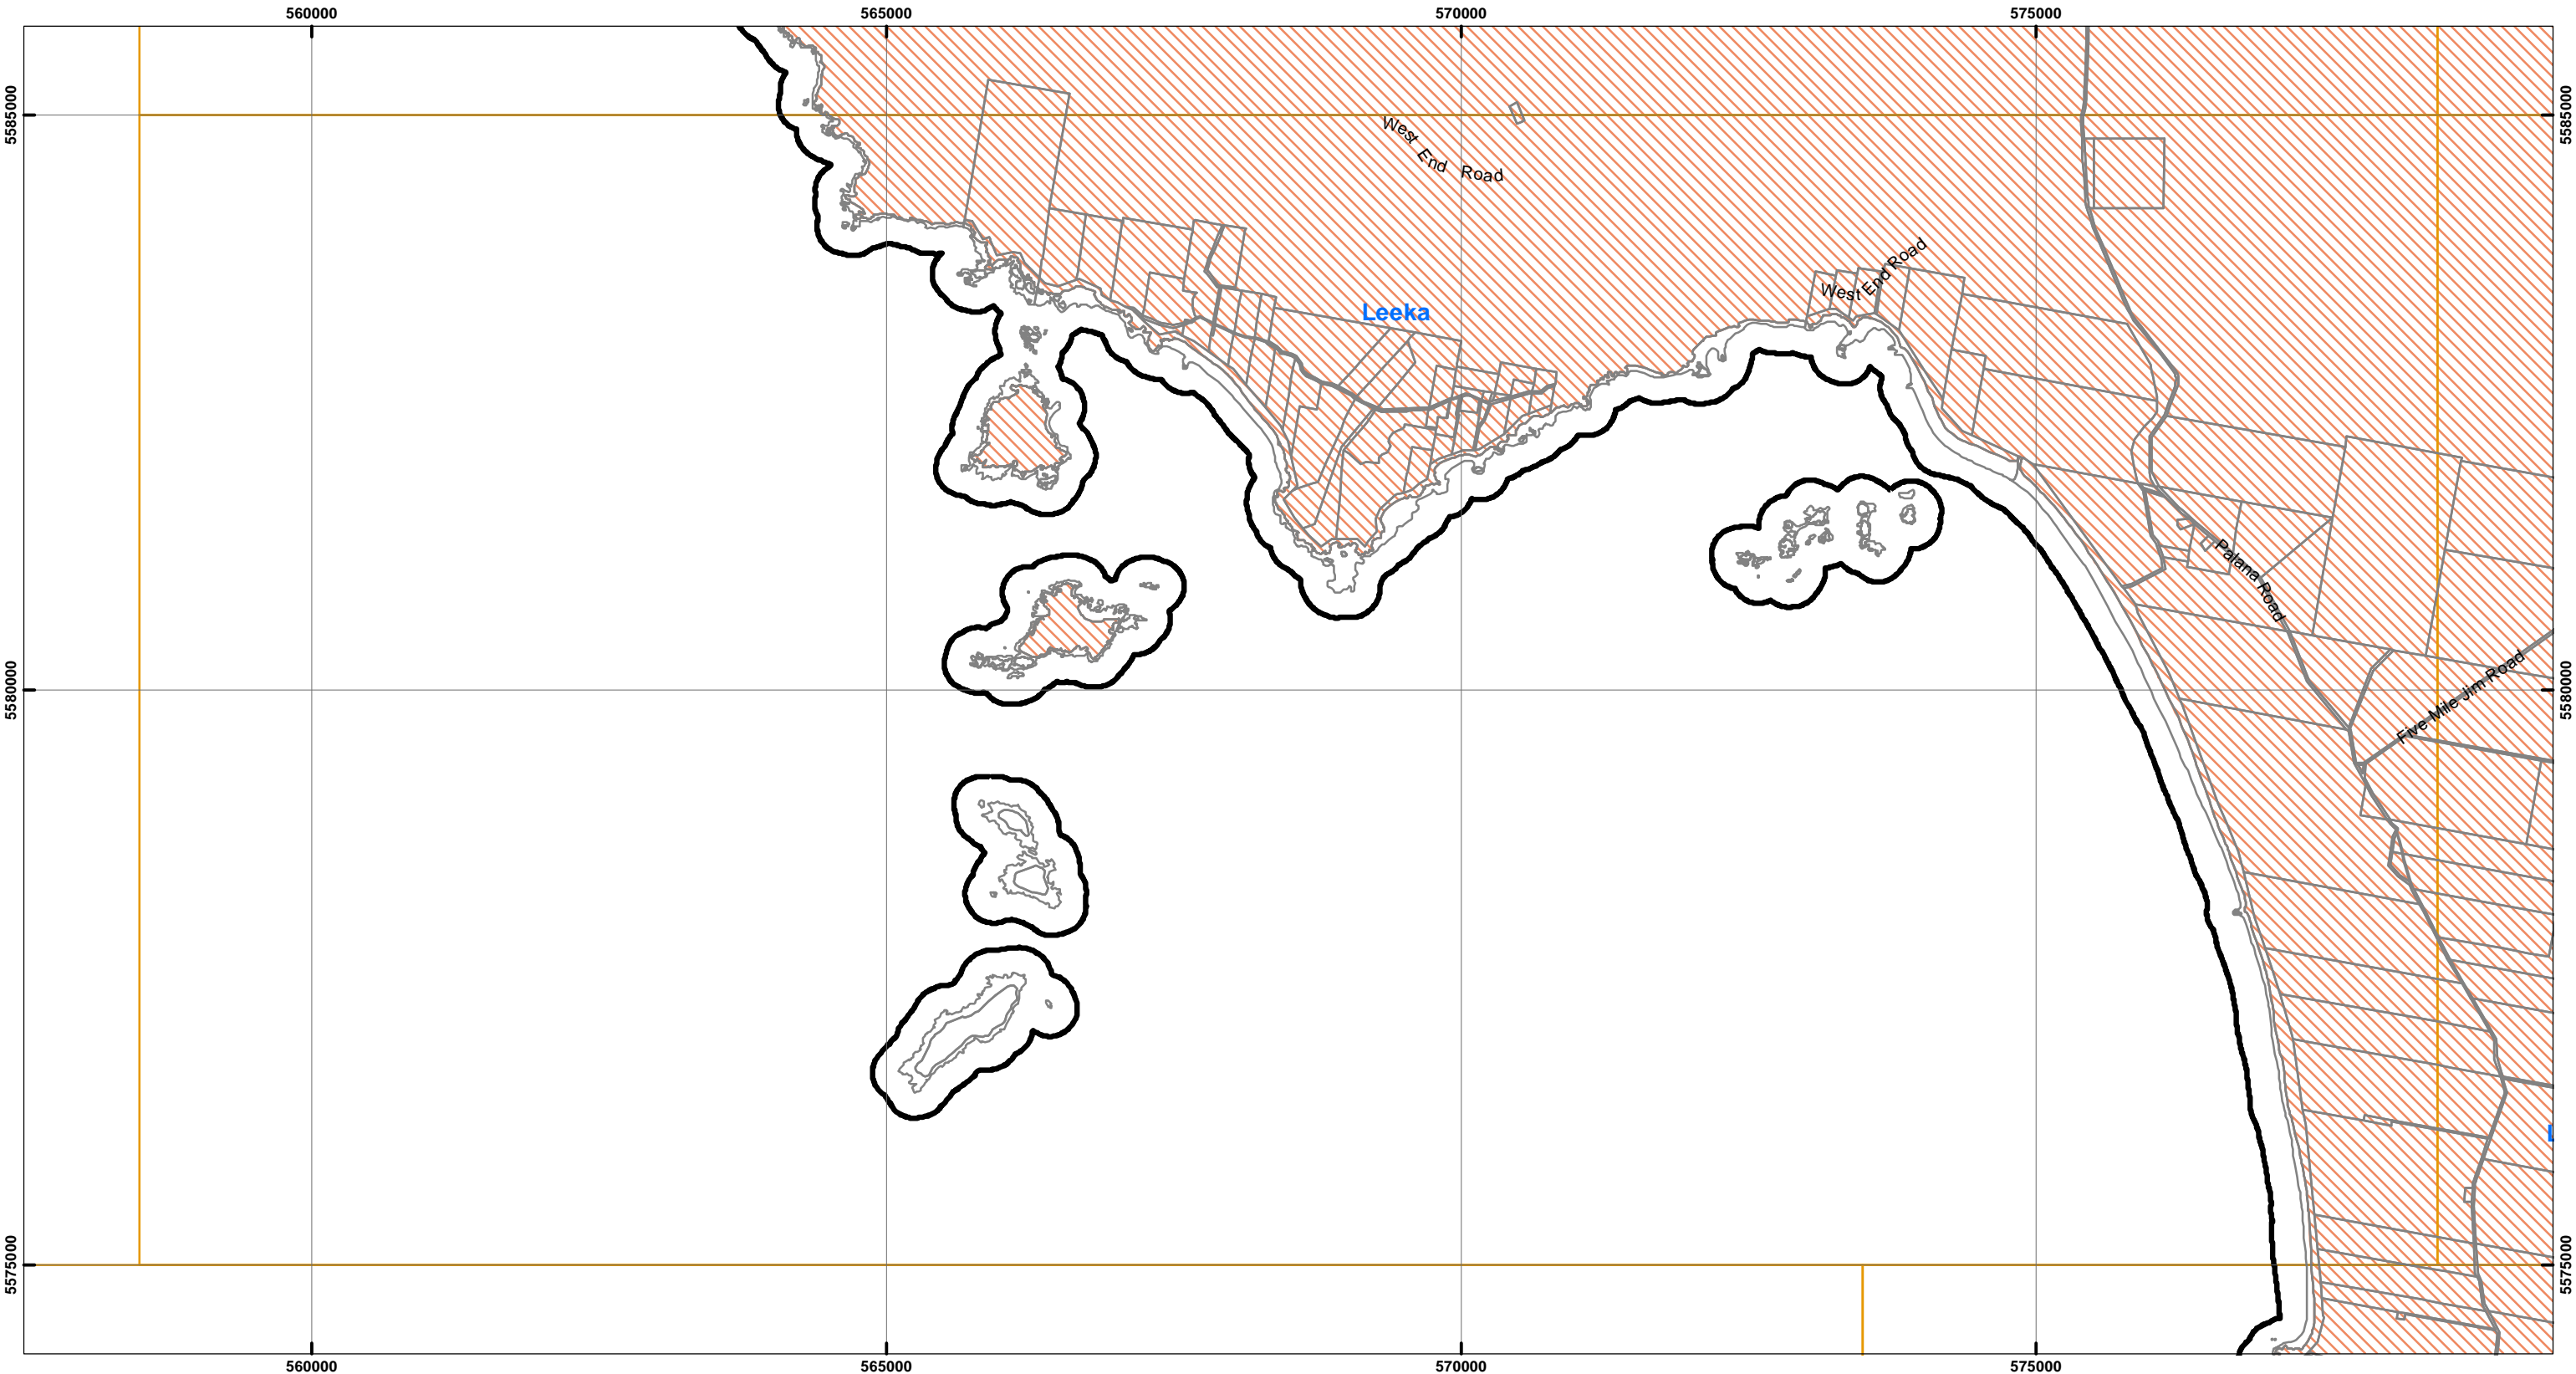 560000 565000 570000 575000
5585000 5585000
West End Road
West End Road
Leeka
Palana Road
Five Mile Jim Road
5580000 5580000
L
5575000 5575000
560000 565000 570000 575000